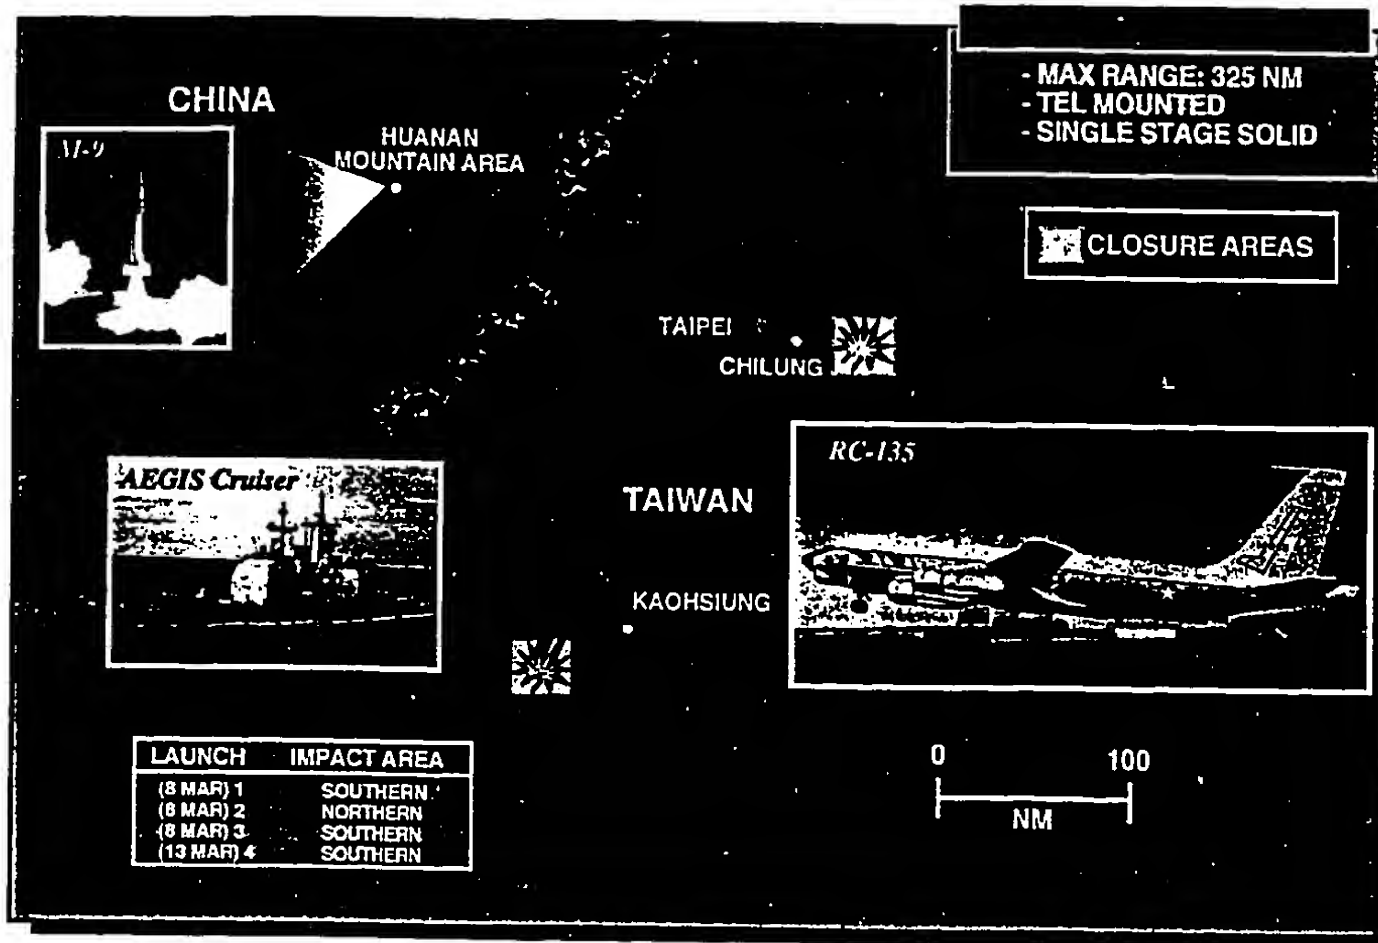 - MAX RANGE: 325 NM
- TEL MOUNTED
- SINGLE STAGE SOLID
CHINA
M-9
HUANAN
MOUNTAIN AREA
CLOSURE AREAS
TAIPEI
CHILUNG
AEGIS Cruiser
TAIWAN
RC-135
KAOHSIUNG
LAUNCH IMPACT AREA
(8 MAR) 1 SOUTHERN
(8 MAR) 2 NORTHERN
(8 MAR) 3 SOUTHERN
(13 MAR) 4 SOUTHERN
0 100
NM